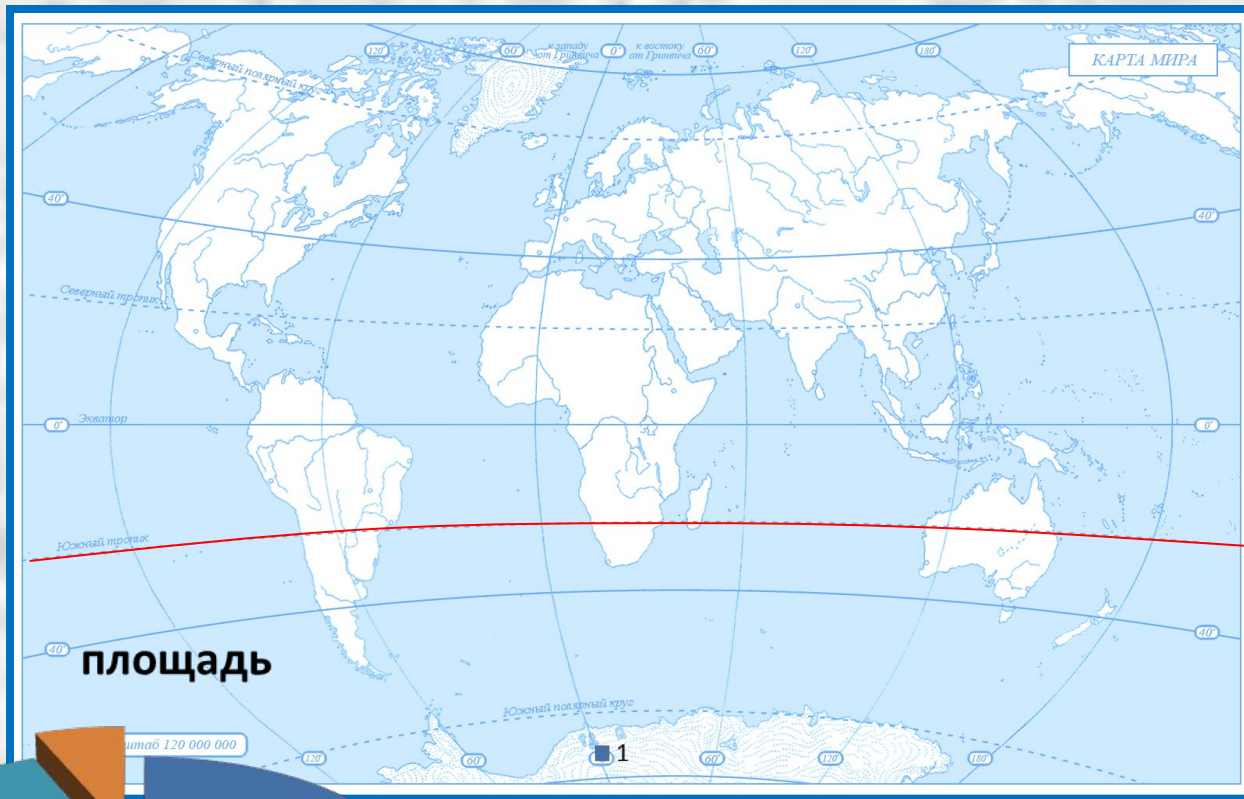 120° 60° к западу от Гринвича 0° к востоку от Гринвича 60° 120° 180°
КАРТА МИРА
Северный полярный круг
40° 40°
Северный тропик
0° Экватор 0°
Южный тропик
40° 40°
площадь
Южный полярный круг
штаб 120 000 000
1
120° 60° 60° 120° 180°